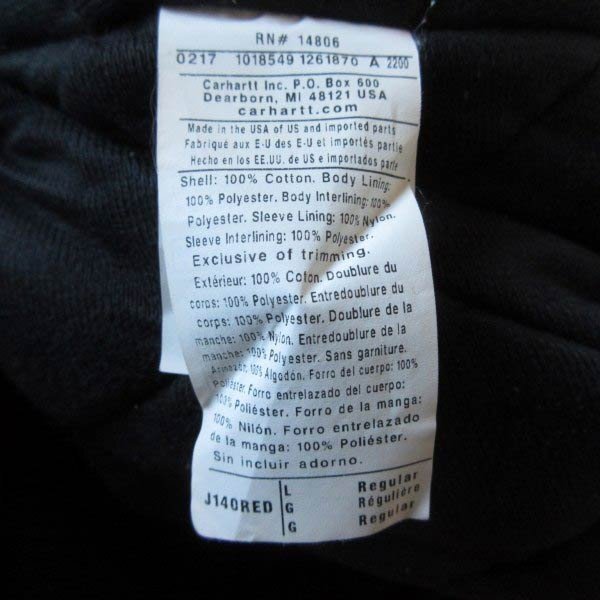 RN# 14806
0217 1018549 1261870 A 2200
Carhartt Inc. P.O. Box 600
Dearborn, MI 48121 USA
carhartt.com
Made in the USA of US and imported parts
Fabriqué aux E-U des E-U et importés partie
Hecho en los EE.UU. de US e importados parte
Shell: 100% Cotton. Body Lining:
100% Polyester. Body Interlining: 100%
Polyester. Sleeve Lining: 100% Nylon.
Sleeve Interlining: 100% Polyester.
Exclusive of trimming.
Extérieur: 100% Coton. Doublure du
corps: 100% Polyester. Entredoublure du
corps: 100% Polyester. Doublure de la
manche: 100% Nylon. Entredoublure de la
manche: 100% Polyester. Sans garniture.
100% Algodón. Forro del cuerpo: 100%
Poliéster. Forro entrelazado del cuerpo:
100% Poliéster. Forro de la manga:
100% Nilón. Forro entrelazado
de la manga: 100% Poliéster.
Sin incluir adorno.
J140RED
L Regular
G Régulière
G Regular